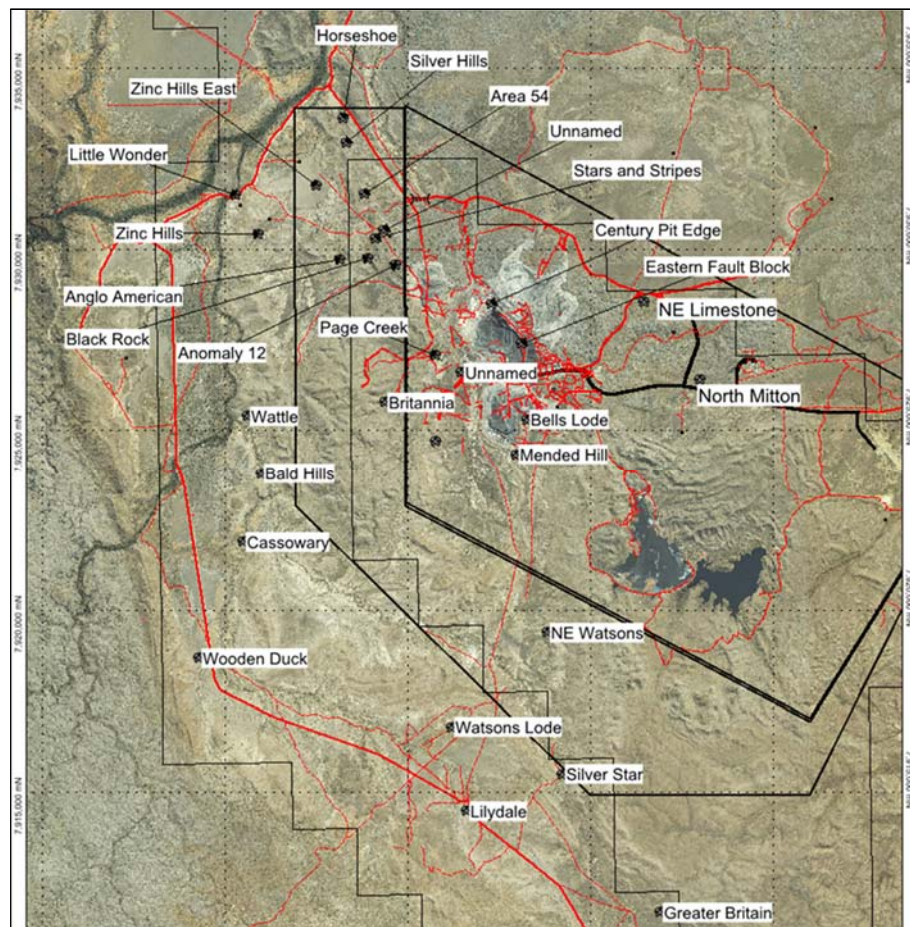 Horseshoe
Silver Hills
Zinc Hills East
Area 54
Unnamed
Little Wonder
Stars and Stripes
Zinc Hills
Century Pit Edge
Eastern Fault Block
Anglo American
NE Limestone
Black Rock
Page Creek
Anomaly 12
Unnamed
North Mitton
Britannia
Wattle
Bells Lode
Mended Hill
Bald Hills
Cassowary
NE Watsons
Wooden Duck
Watsons Lode
Silver Star
Lilydale
Greater Britain
7,935,000 mN
7,930,000 mN
7,925,000 mN
7,920,000 mN
7,915,000 mN